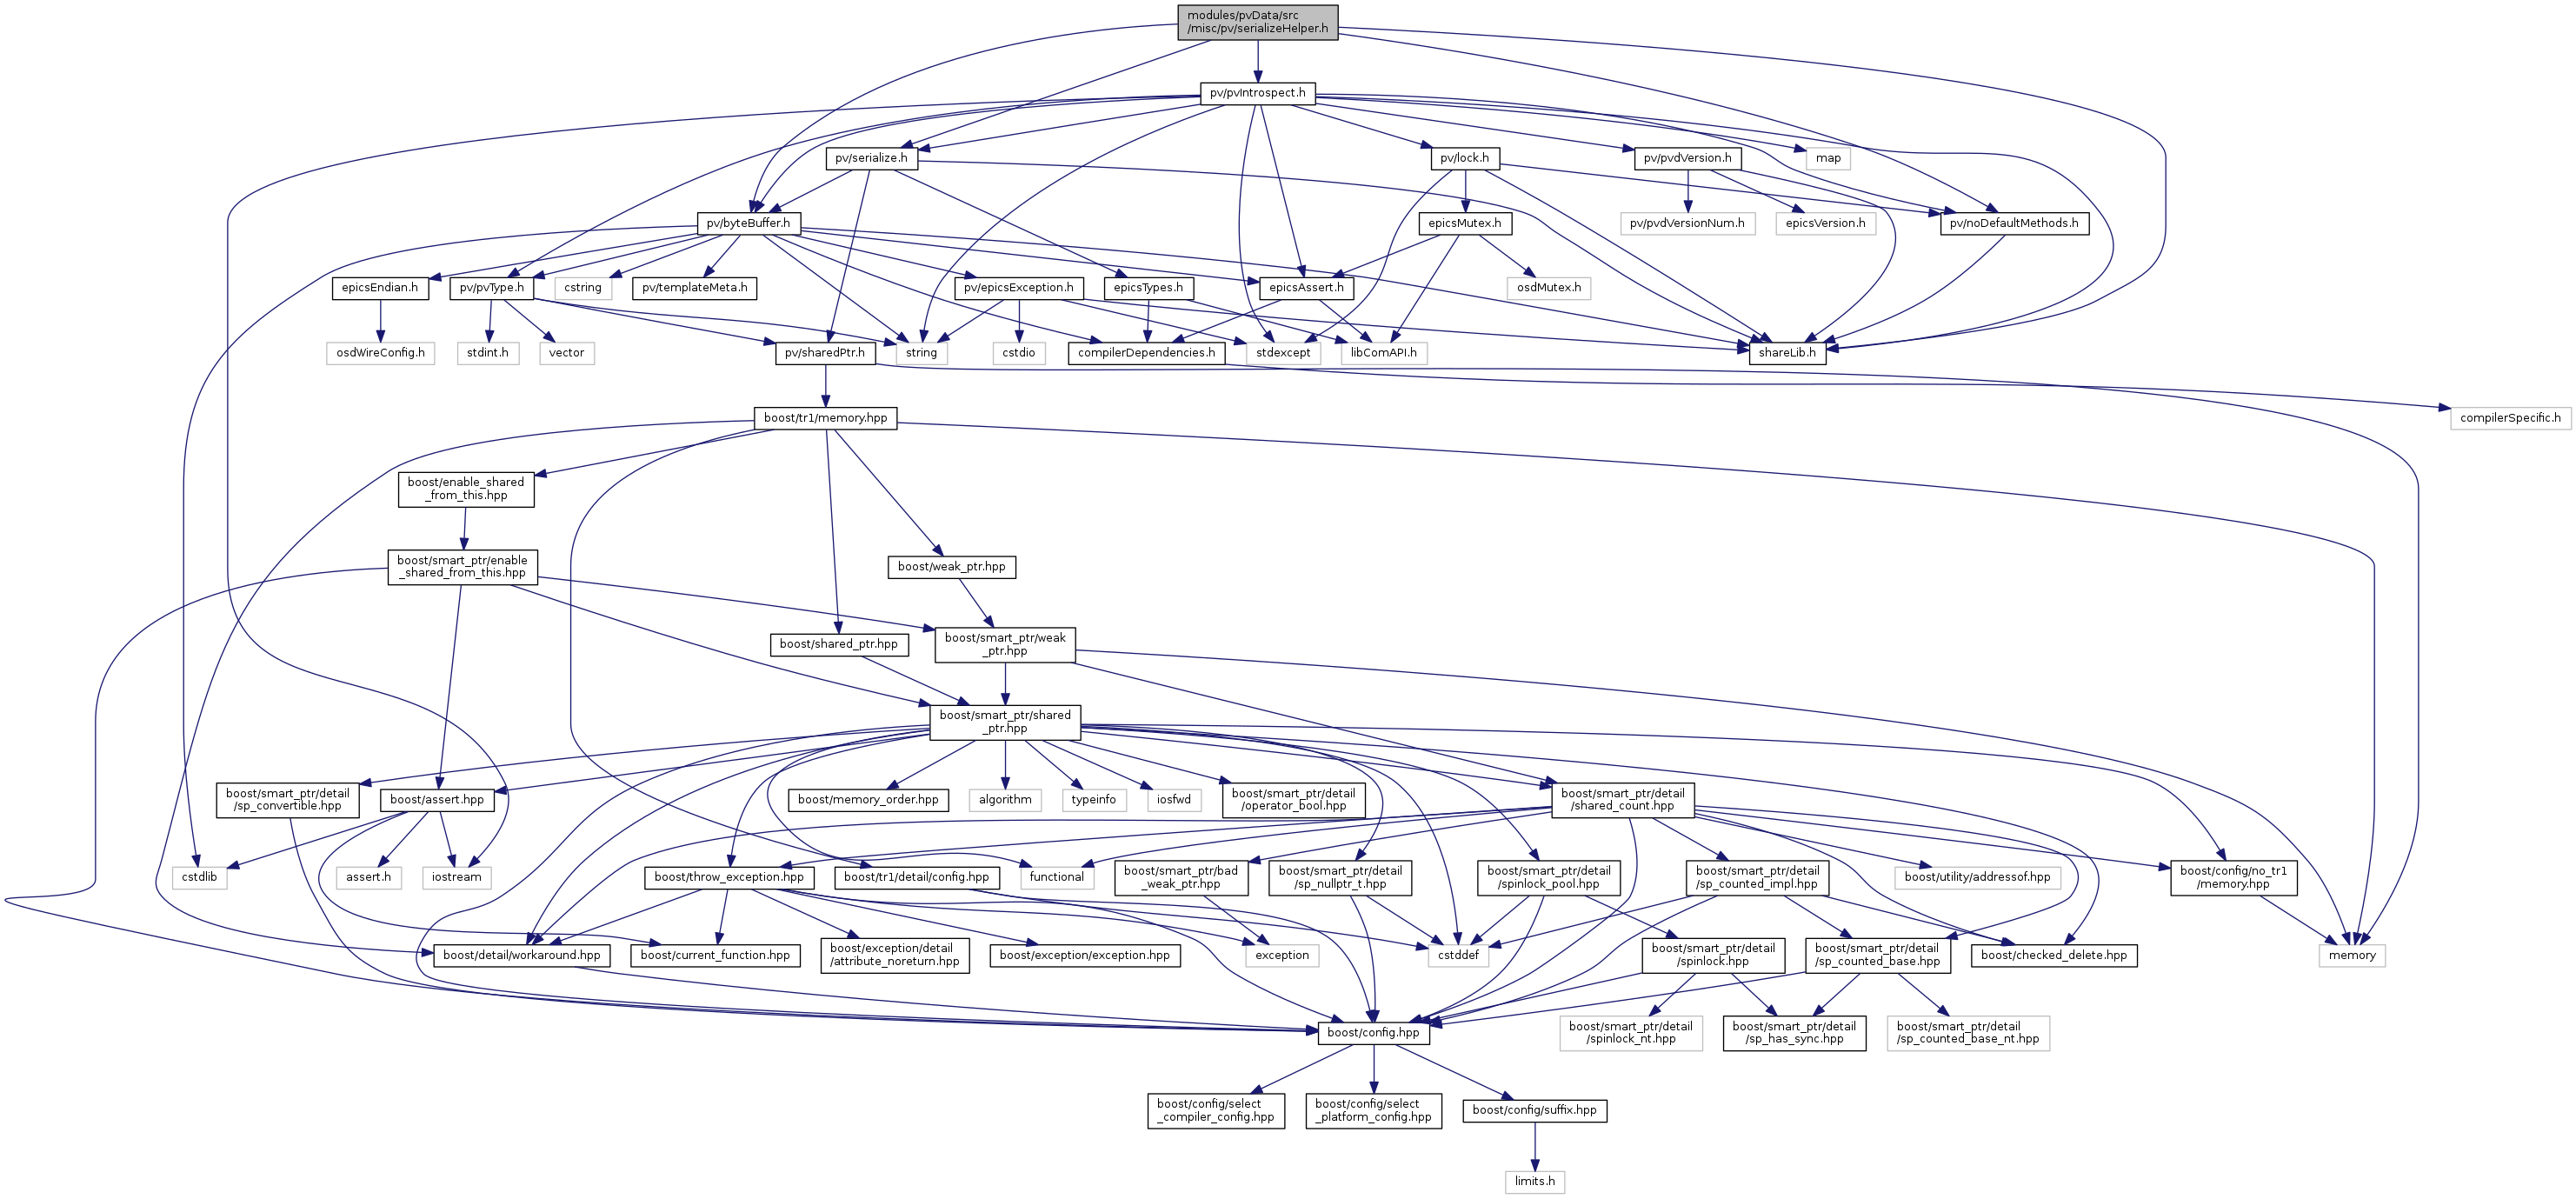 modules/pvData/src
/misc/pv/serializeHelper.h
pv/pvIntrospect.h
pv/serialize.h
pv/lock.h
pv/pvdVersion.h
map
pv/byteBuffer.h
epicsMutex.h
pv/pvdVersionNum.h
epicsVersion.h
pv/noDefaultMethods.h
epicsEndian.h
pv/pvType.h
cstring
pv/templateMeta.h
pv/epicsException.h
epicsTypes.h
epicsAssert.h
osdMutex.h
osdWireConfig.h
stdint.h
vector
pv/sharedPtr.h
string
cstdio
compilerDependencies.h
stdexcept
libComAPI.h
shareLib.h
boost/tr1/memory.hpp
compilerSpecific.h
boost/enable_shared
_from_this.hpp
boost/smart_ptr/enable
_shared_from_this.hpp
boost/weak_ptr.hpp
boost/shared_ptr.hpp
boost/smart_ptr/weak
_ptr.hpp
boost/smart_ptr/shared
_ptr.hpp
boost/smart_ptr/detail
/sp_convertible.hpp
boost/assert.hpp
boost/memory_order.hpp
algorithm
typeinfo
iosfwd
boost/smart_ptr/detail
/operator_bool.hpp
boost/smart_ptr/detail
/shared_count.hpp
cstdlib
assert.h
iostream
boost/throw_exception.hpp
boost/tr1/detail/config.hpp
functional
boost/smart_ptr/bad
_weak_ptr.hpp
boost/smart_ptr/detail
/sp_nullptr_t.hpp
boost/smart_ptr/detail
/spinlock_pool.hpp
boost/smart_ptr/detail
/sp_counted_impl.hpp
boost/utility/addressof.hpp
boost/config/no_tr1
/memory.hpp
boost/detail/workaround.hpp
boost/current_function.hpp
boost/exception/detail
/attribute_noreturn.hpp
boost/exception/exception.hpp
exception
cstddef
boost/smart_ptr/detail
/spinlock.hpp
boost/smart_ptr/detail
/sp_counted_base.hpp
boost/checked_delete.hpp
memory
boost/config.hpp
boost/smart_ptr/detail
/spinlock_nt.hpp
boost/smart_ptr/detail
/sp_has_sync.hpp
boost/smart_ptr/detail
/sp_counted_base_nt.hpp
boost/config/select
_compiler_config.hpp
boost/config/select
_platform_config.hpp
boost/config/suffix.hpp
limits.h